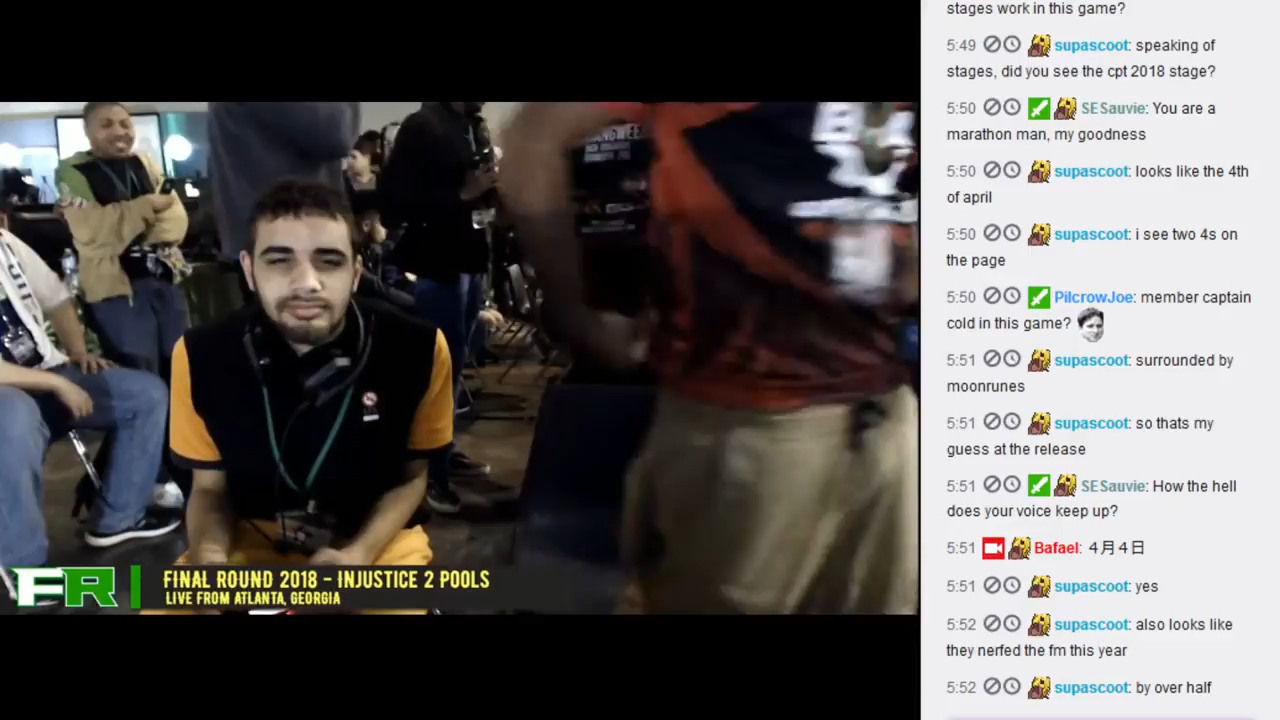 FR
FINAL ROUND 2018 - INJUSTICE 2 POOLS
LIVE FROM ATLANTA, GEORGIA
stages work in this game?
5:49 supascoot: speaking of
stages, did you see the cpt 2018 stage?
5:50 SESauvie: You are a
marathon man, my goodness
5:50 supascoot: looks like the 4th
of april
5:50 supascoot: i see two 4s on
the page
5:50 PilcrowJoe: member captain
cold in this game?
5:51 supascoot: surrounded by
moonrunes
5:51 supascoot: so thats my
guess at the release
5:51 SESauvie: How the hell
does your voice keep up?
5:51 Bafael: 4月4日
5:51 supascoot: yes
5:52 supascoot: also looks like
they nerfed the fm this year
5:52 supascoot: by over half